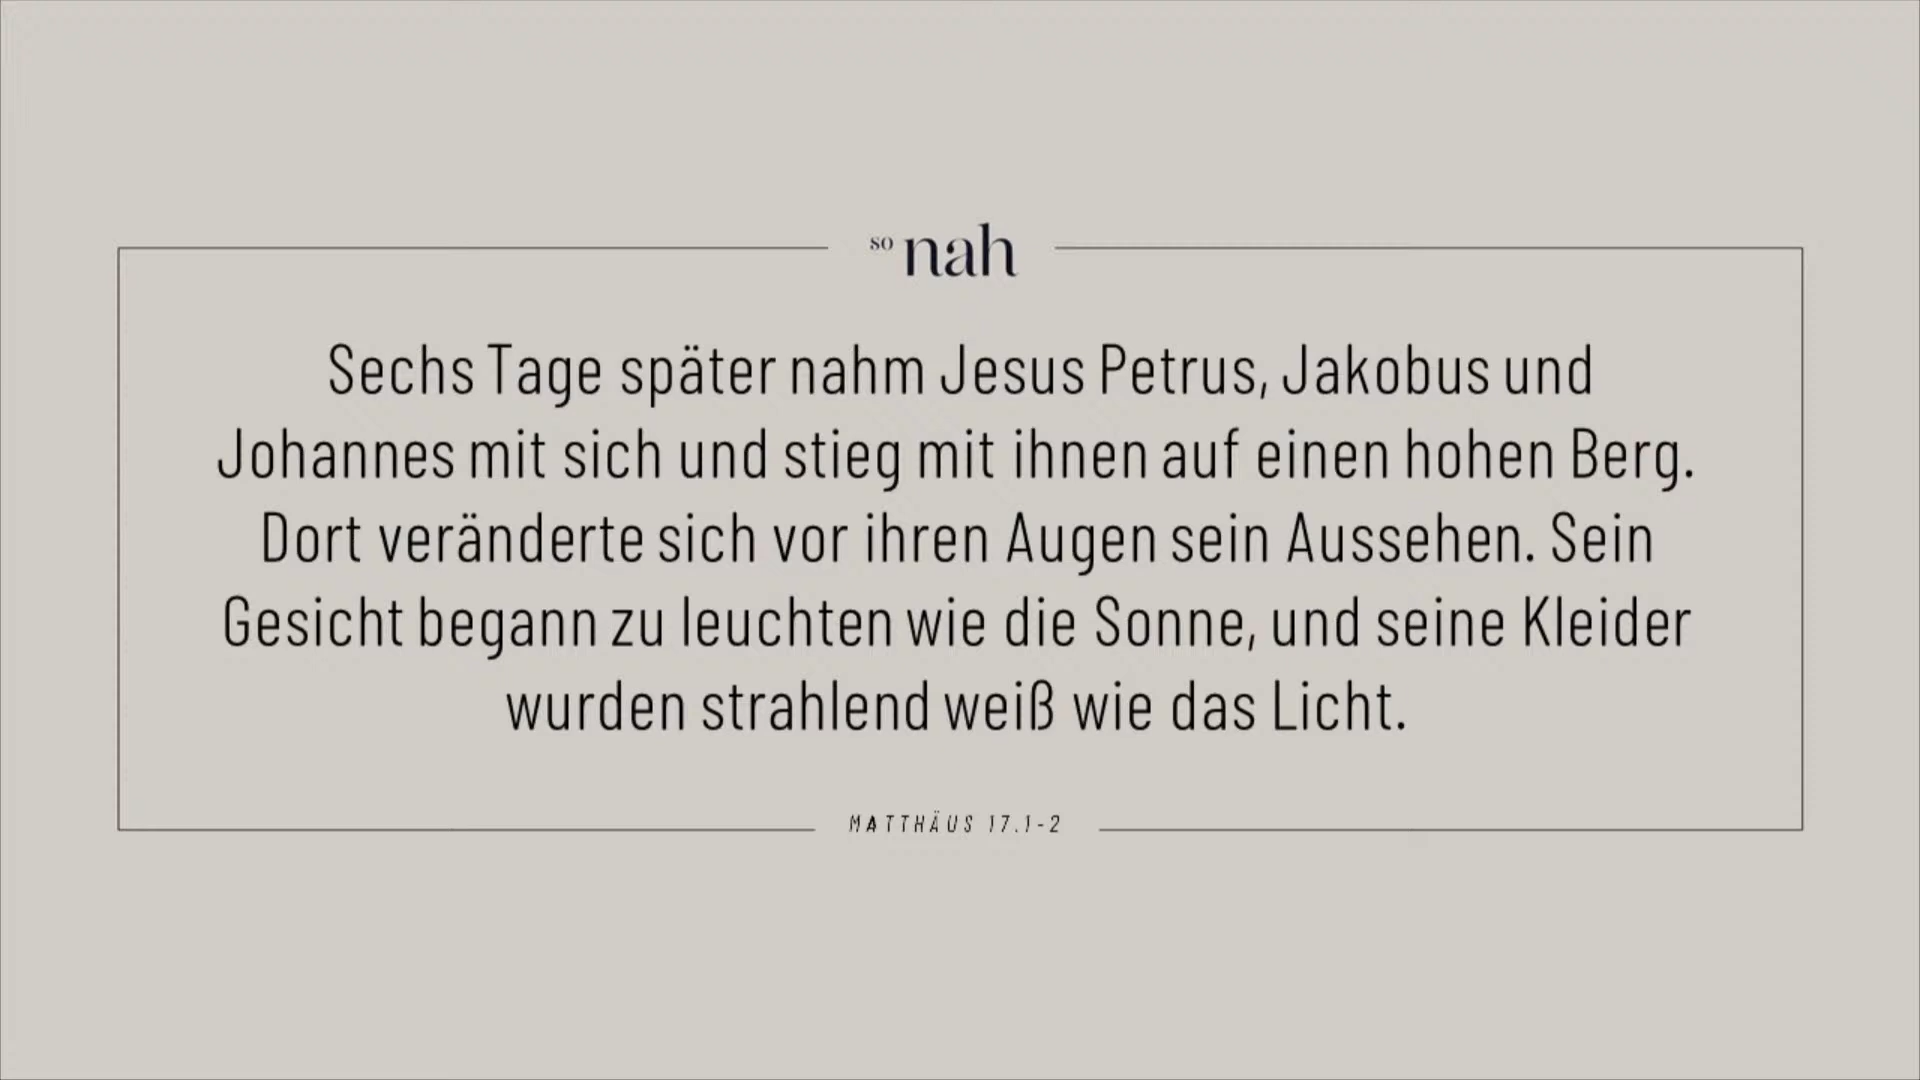 so nah
Sechs Tage später nahm Jesus Petrus, Jakobus und
Johannes mit sich und stieg mit ihnen auf einen hohen Berg.
Dort veränderte sich vor ihren Augen sein Aussehen. Sein
Gesicht begann zu leuchten wie die Sonne, und seine Kleider
wurden strahlend weiß wie das Licht.
MATTHÄUS 17.1-2